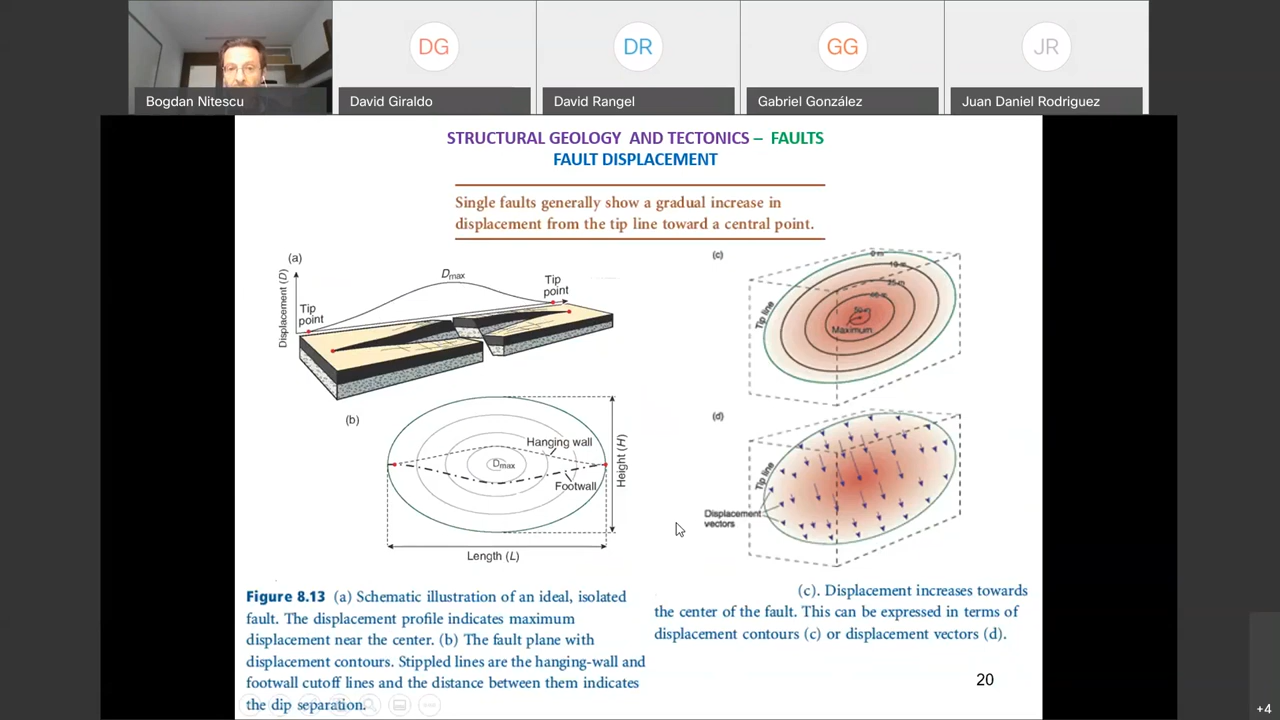 DG
DR
GG
JR
Bogdan Nitescu
David Giraldo
David Rangel
Gabriel González
Juan Daniel Rodriguez
STRUCTURAL GEOLOGY AND TECTONICS – FAULTS
FAULT DISPLACEMENT
Single faults generally show a gradual increase in
displacement from the tip line toward a central point.
(a)
Displacement (D)
Dmax
Tip
point
Tip
point
(b)
Hanging wall
Dmax
Footwall
Height (H)
Length (L)
(c)
0 m
Maximum
Tip line
(d)
Tip line
Displacement
vectors
Figure 8.13 (a) Schematic illustration of an ideal, isolated
fault. The displacement profile indicates maximum
displacement near the center. (b) The fault plane with
displacement contours. Stippled lines are the hanging-wall and
footwall cutoff lines and the distance between them indicates
the dip separation.
(c). Displacement increases towards
the center of the fault. This can be expressed in terms of
displacement contours (c) or displacement vectors (d).
20
+4